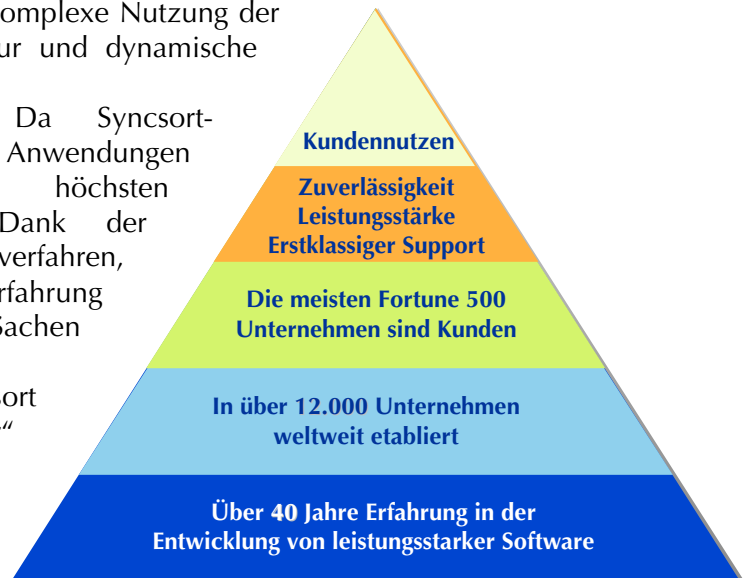 omplexe Nutzung der
ur und dynamische
Da Syncsort-
Anwendungen
höchsten
Dank der
verfahren,
rfahrung
Sachen
ort
“
Kundennutzen
Zuverlässigkeit
Leistungsstärke
Erstklassiger Support
Die meisten Fortune 500
Unternehmen sind Kunden
In über 12.000 Unternehmen
weltweit etabliert
Über 40 Jahre Erfahrung in der
Entwicklung von leistungsstarker Software